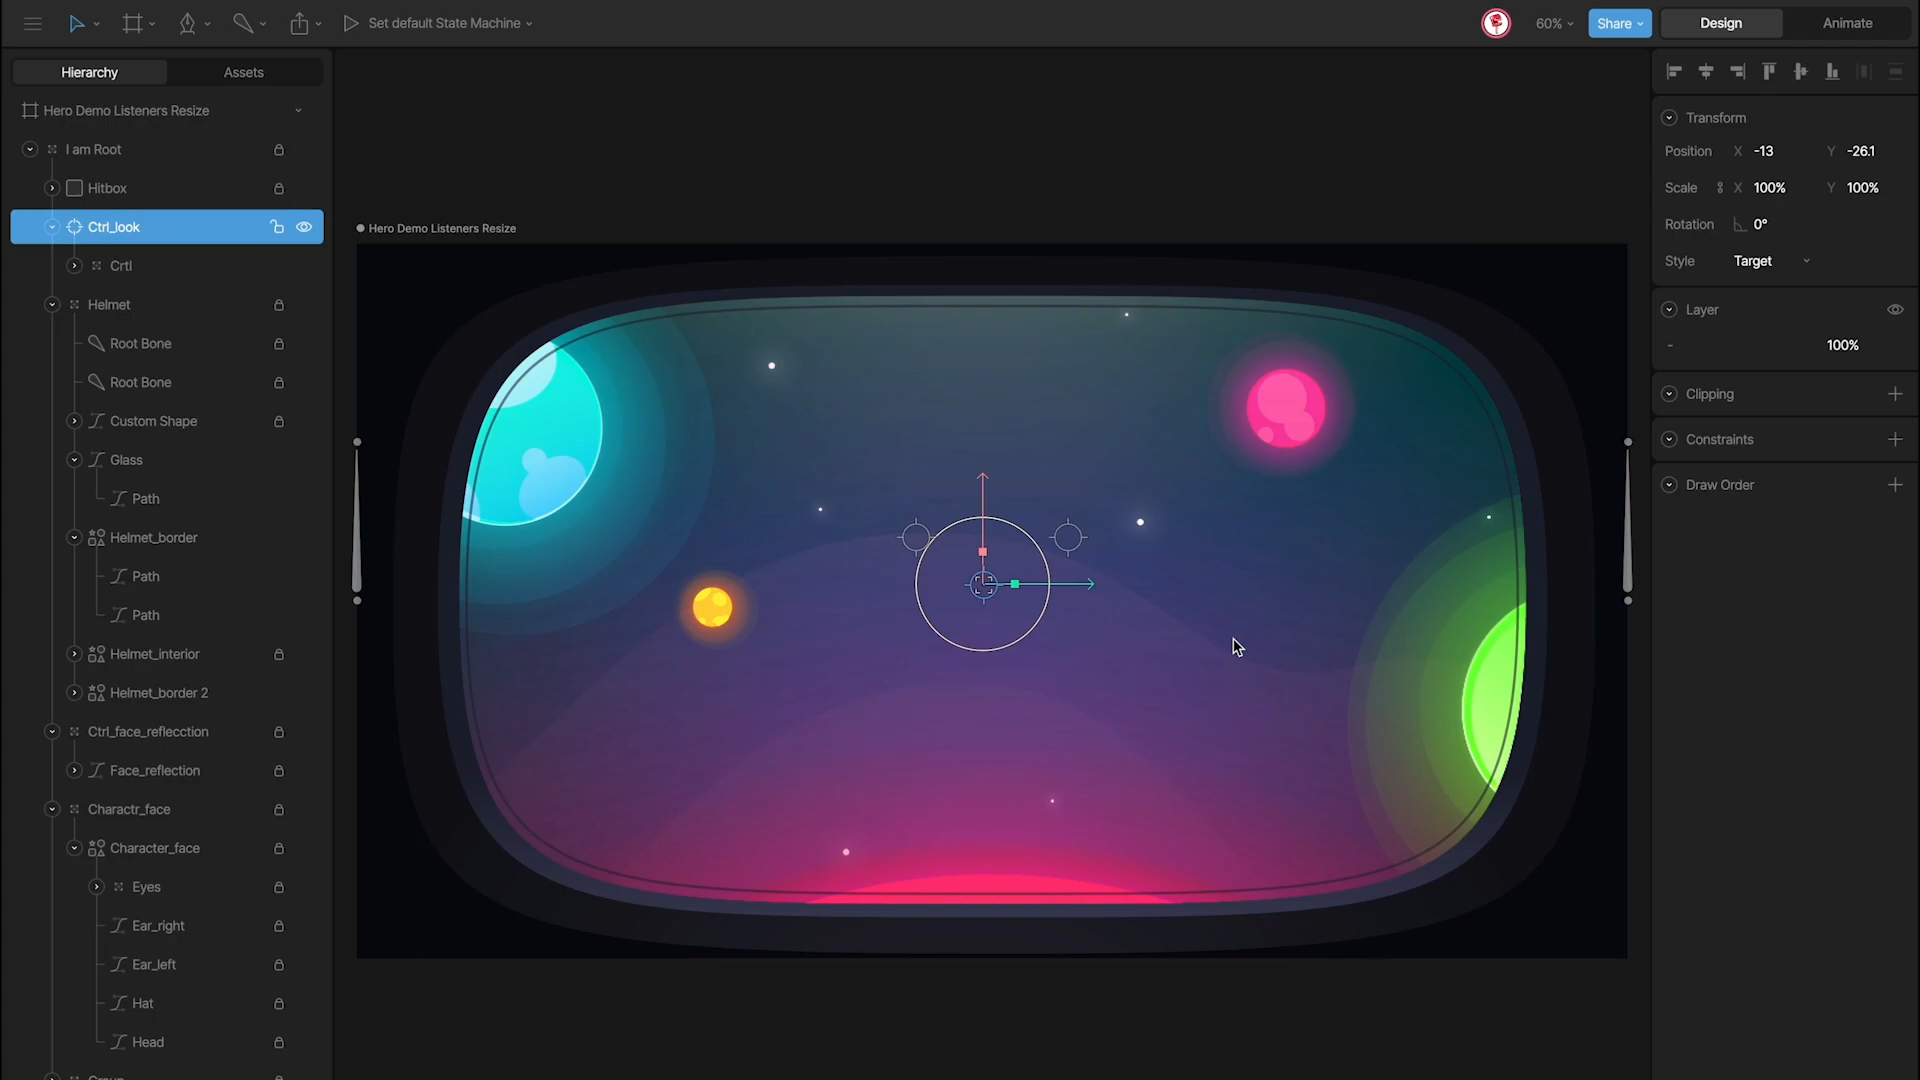 Set default State Machine
60%
Share
Design
Animate
Hierarchy
Assets
Hero Demo Listeners Resize
I am Root
Hitbox
Ctrl_look
Crtl
Helmet
Root Bone
Root Bone
Custom Shape
Glass
Path
Helmet_border
Path
Path
Helmet_interior
Helmet_border 2
Ctrl_face_reflecction
Face_reflection
Charactr_face
Character_face
Eyes
Ear_right
Ear_left
Hat
Head
Hero Demo Listeners Resize
Transform
Position X -13 Y -26.1
Scale X 100% Y 100%
Rotation 0°
Style Target
Layer
- 100%
Clipping
Constraints
Draw Order